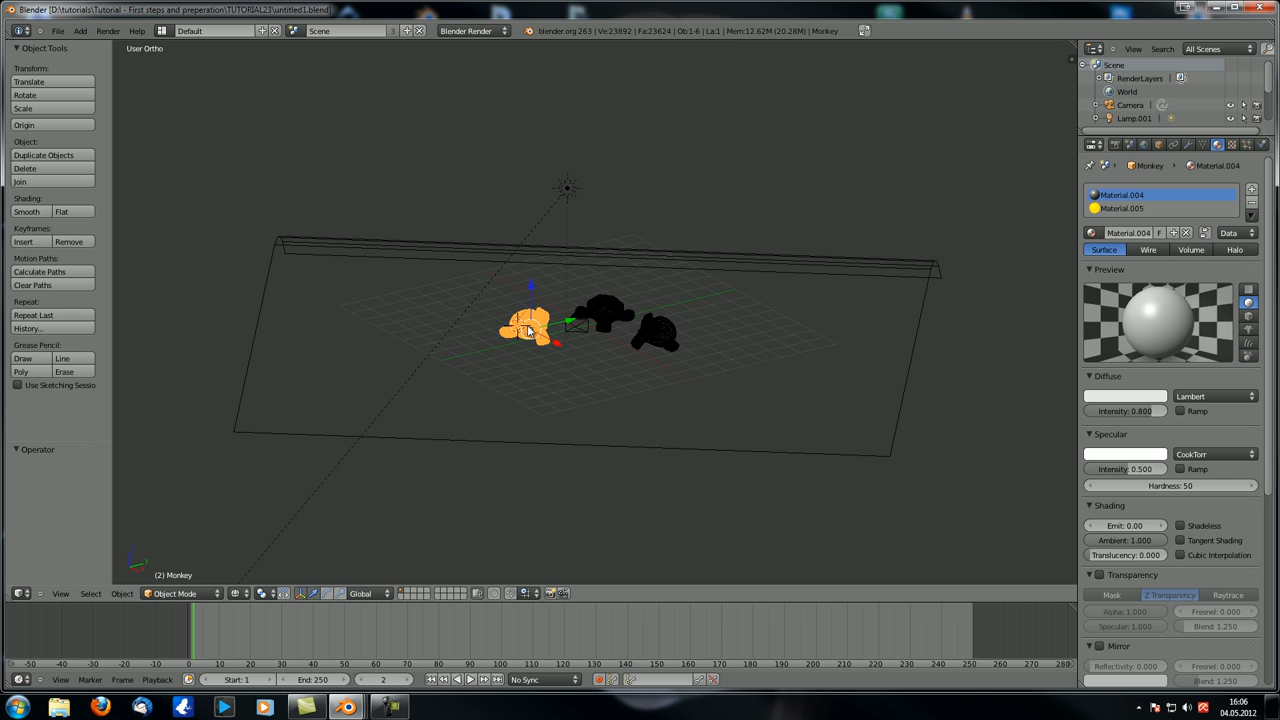 Blender [D:\tutorials\Tutorial - First steps and preperation\TUTORIAL23\untitled1.blend]
File Add Render Help Default Scene 3 F Blender Render blender.org 263 | Ve:23892 | Fa:23624 | Ob:1-6 | La:1 | Mem:12.62M (20.28M) | Monkey
Object Tools
Transform:
Translate
Rotate
Scale
Origin
Object:
Duplicate Objects
Delete
Join
Shading:
Smooth Flat
Keyframes:
Insert Remove
Motion Paths:
Calculate Paths
Clear Paths
Repeat:
Repeat Last
History...
Grease Pencil:
Draw Line
Poly Erase
Use Sketching Sessio
Operator
User Ortho
(2) Monkey
View Select Object Object Mode Global
View Search All Scenes
Scene
RenderLayers
World
Camera
Lamp.001
Monkey Material.004
Material.004
Material.005
Material.004 F Data
Surface Wire Volume Halo
Preview
Diffuse
Lambert
Intensity: 0.800 Ramp
Specular
CookTorr
Intensity: 0.500 Ramp
Hardness: 50
Shading
Emit: 0.00 Shadeless
Ambient: 1.000 Tangent Shading
Translucency: 0.000 Cubic Interpolation
Transparency
Mask Z Transparency Raytrace
Alpha: 1.000 Fresnel: 0.000
Specular: 1.000 Blend: 1.250
Mirror
Reflectivity: 0.000 Fresnel: 0.000
Blend: 1.250
-50 -40 -30 -20 -10 0 10 20 30 40 50 60 70 80 90 100 110 120 130 140 150 160 170 180 190 200 210 220 230 240 250 260 270 280
View Marker Frame Playback Start: 1 End: 250 2 No Sync
16:06
04.05.2012